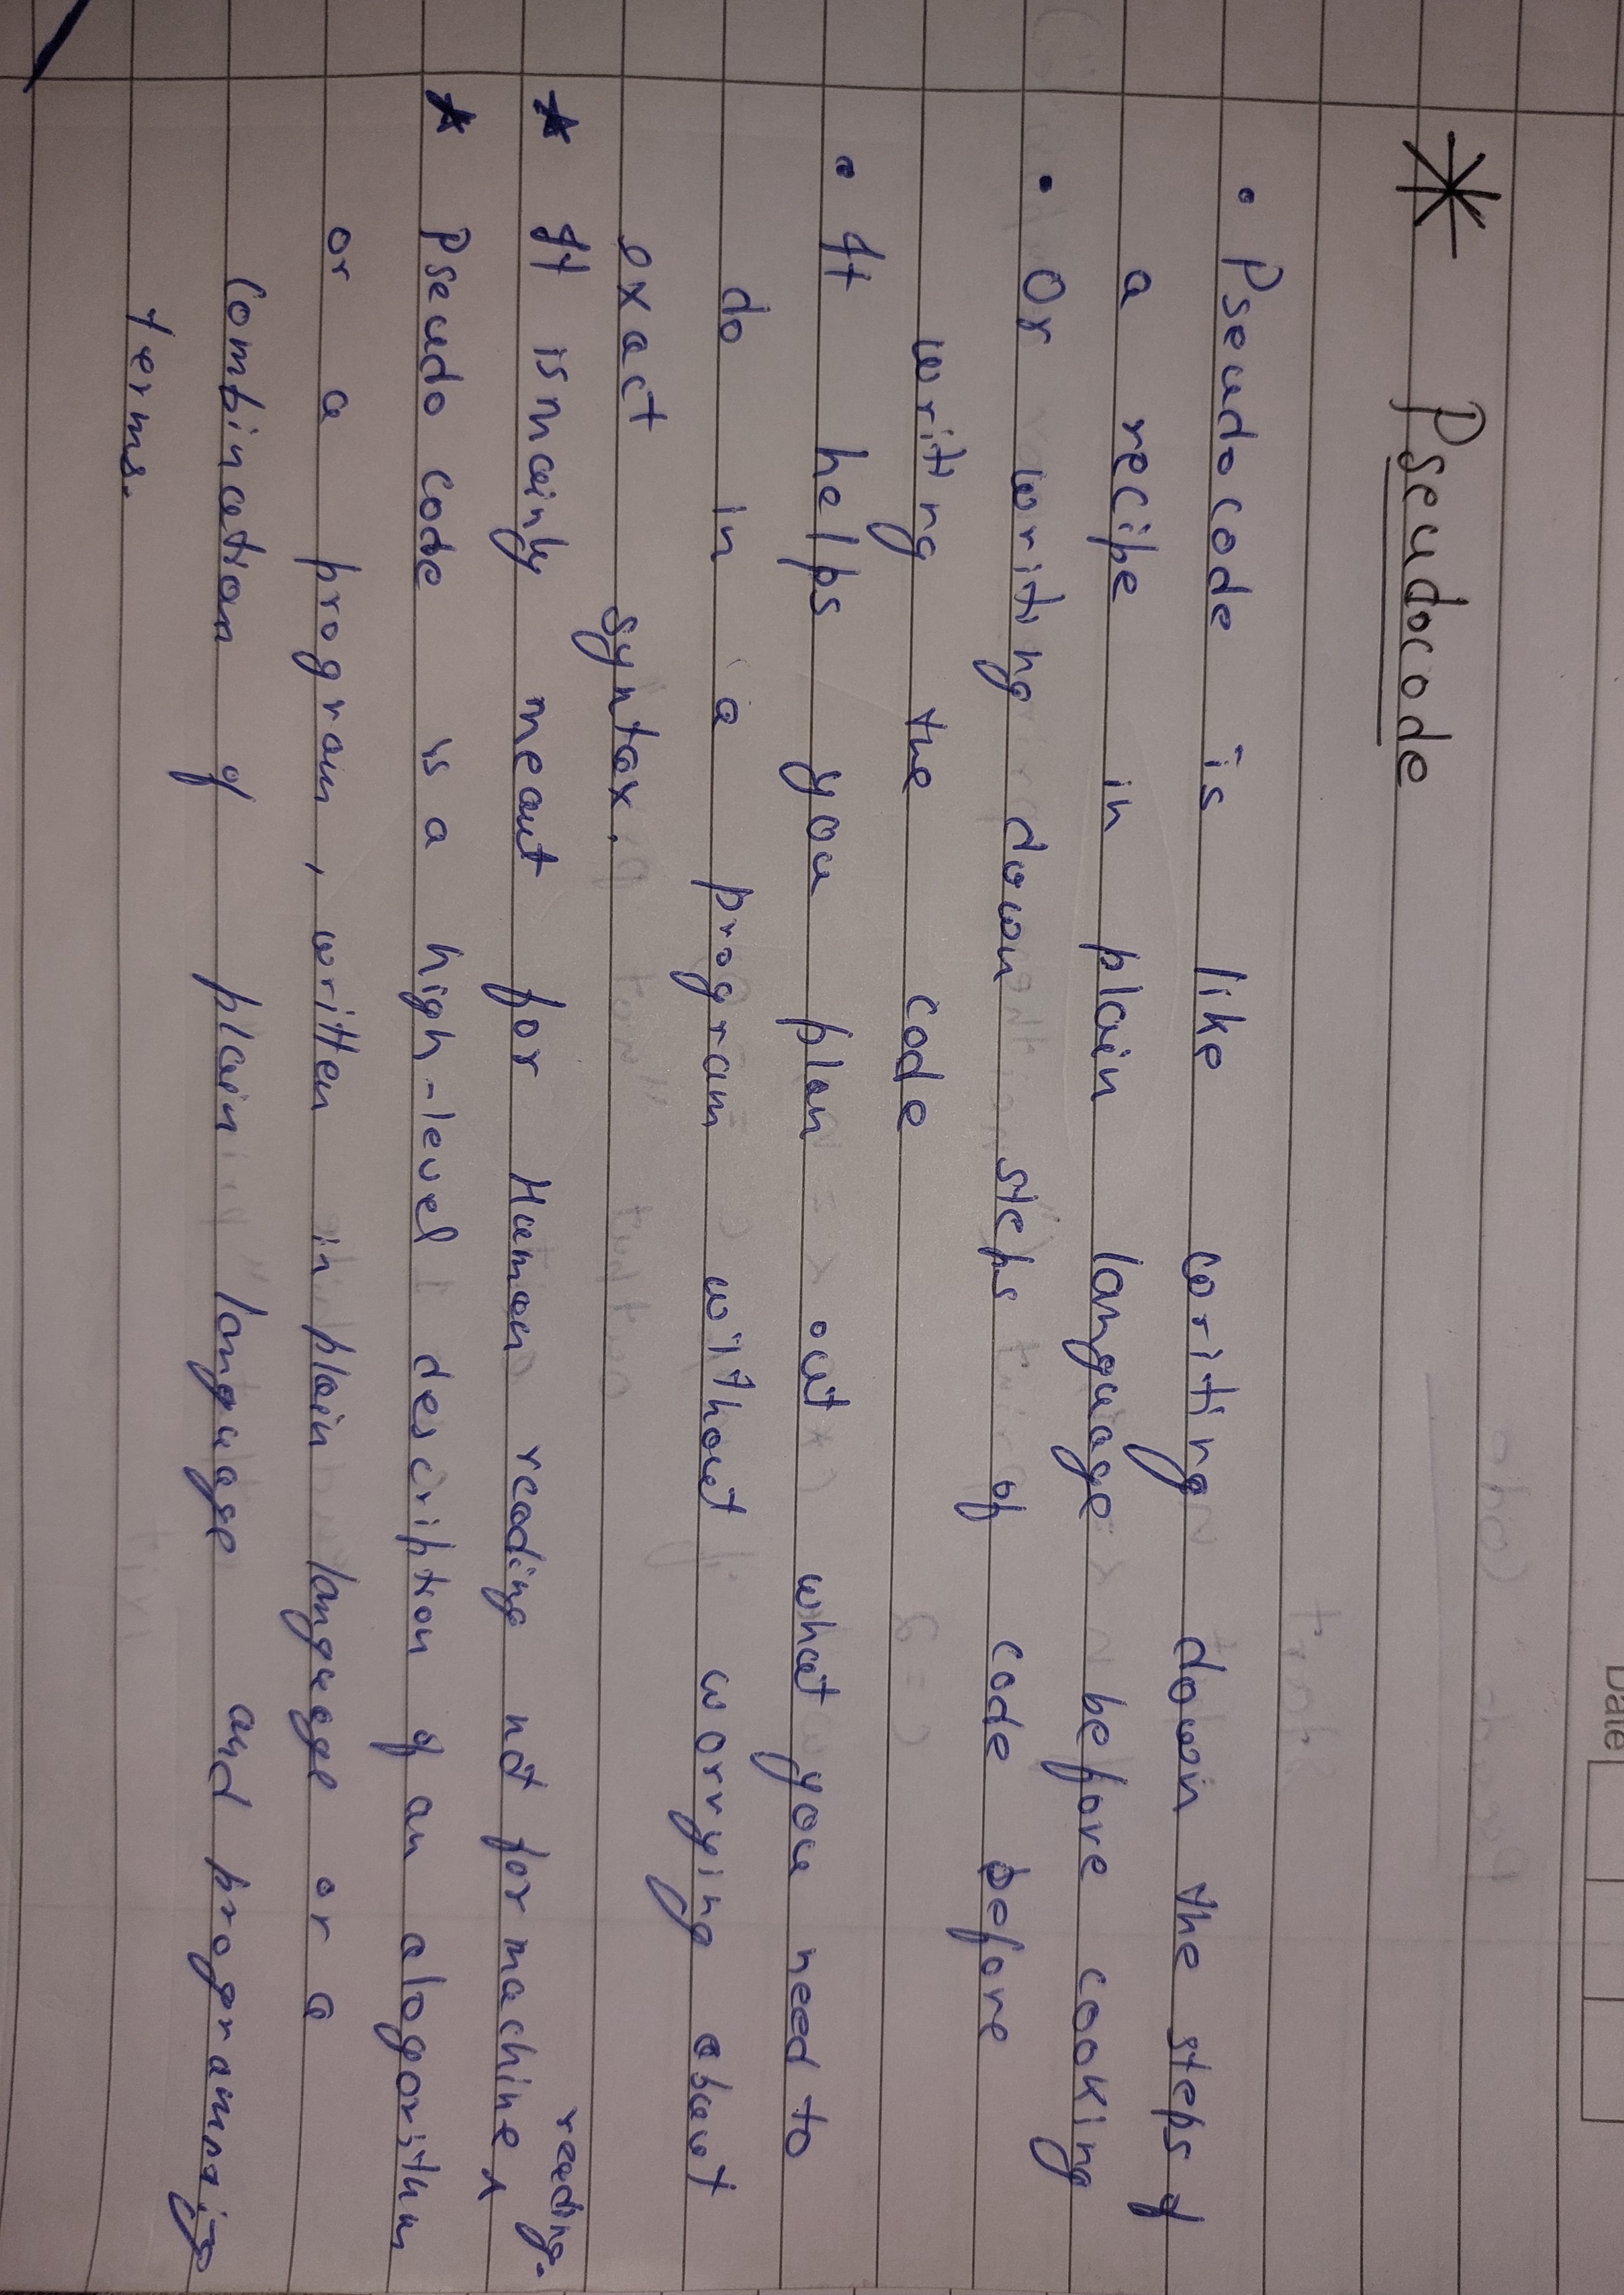 Date
* Pseudocode
• Pseudocode is like writing down the steps of
a recipe in plain language before cooking
• Or writing down steps of code before
writing the code
• It helps you plan out what you need to
do in a program without worrying about
exact syntax.
reading.
★ It is mainly meant for Human reading not for machine ^
★ Pseudo code is a high-level description of an alogorithm
or a program, written in plain language or a
combination of plain language and programming
terms.